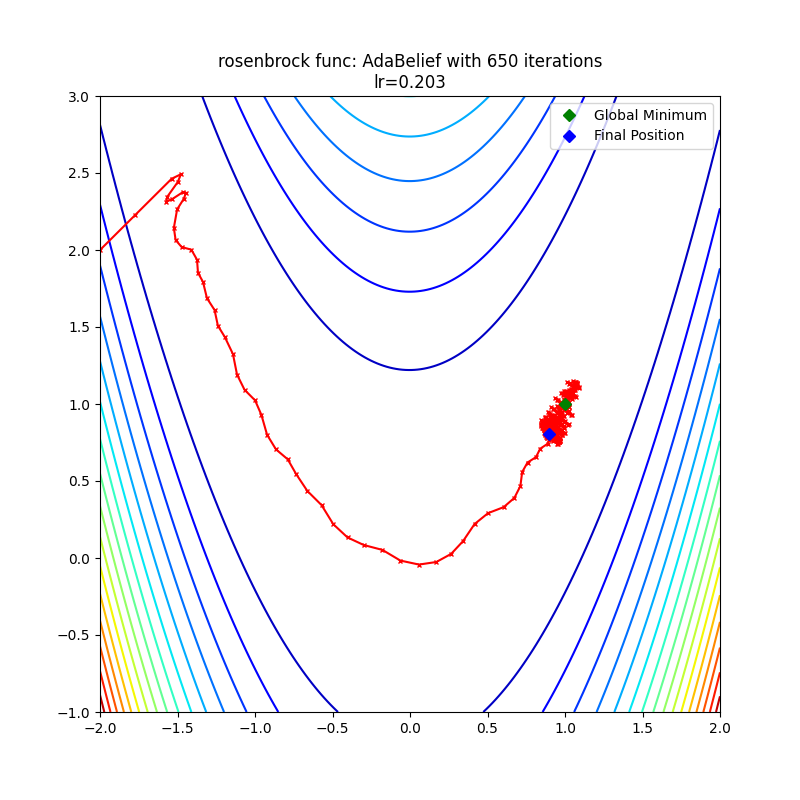 rosenbrock func: AdaBelief with 650 iterations
lr=0.203
Global Minimum
Final Position
3.0
2.5
2.0
1.5
1.0
0.5
0.0
−0.5
−1.0
−2.0 −1.5 −1.0 −0.5 0.0 0.5 1.0 1.5 2.0